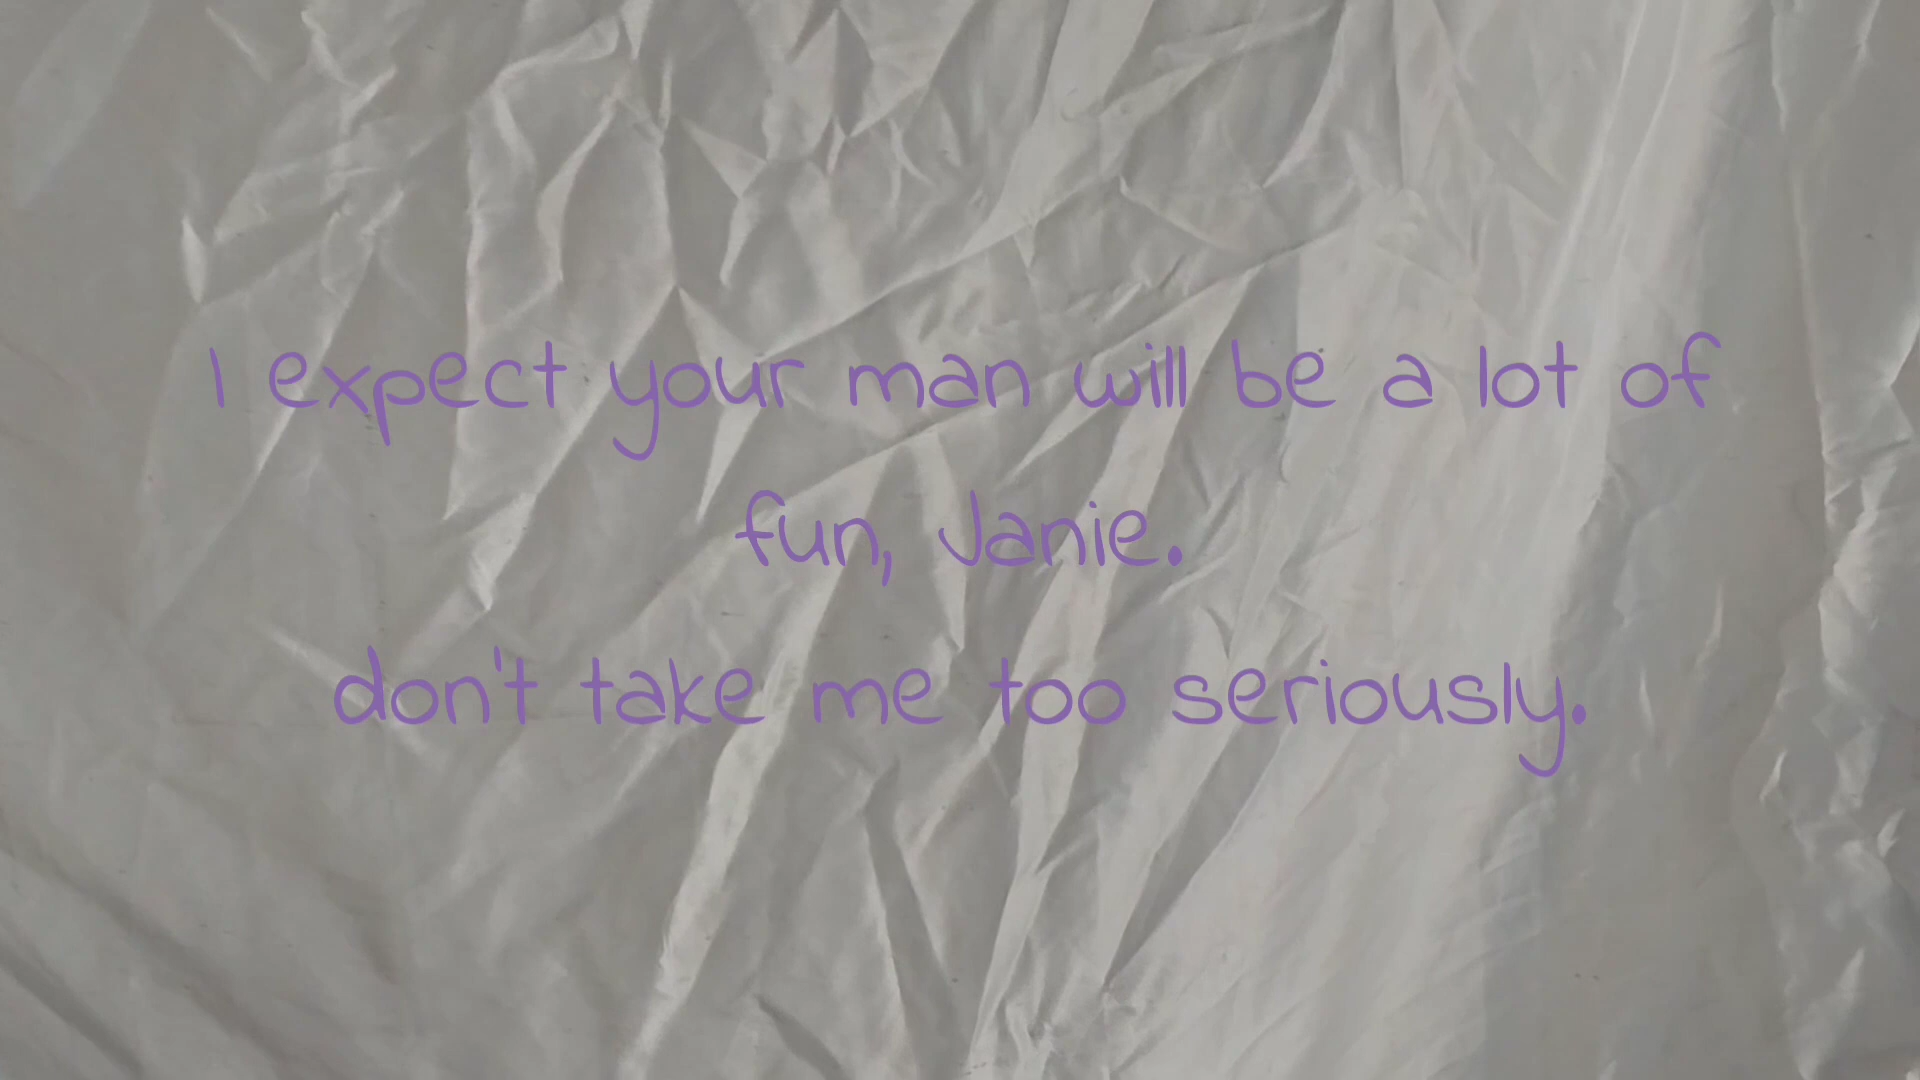 I expect your man will be a lot of
fun, Janie.
don't take me too seriously.